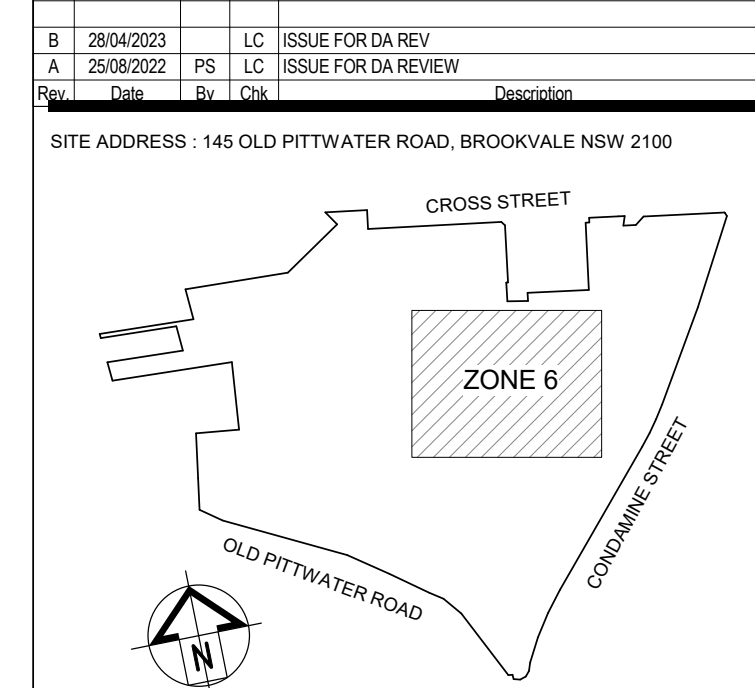 B 28/04/2023 LC ISSUE FOR DA REV
A 25/08/2022 PS LC ISSUE FOR DA REVIEW
Rev. Date By Chk Description
SITE ADDRESS : 145 OLD PITTWATER ROAD, BROOKVALE NSW 2100
CROSS STREET
ZONE 6
CONDAMINE STREET
OLD PITTWATER ROAD
N